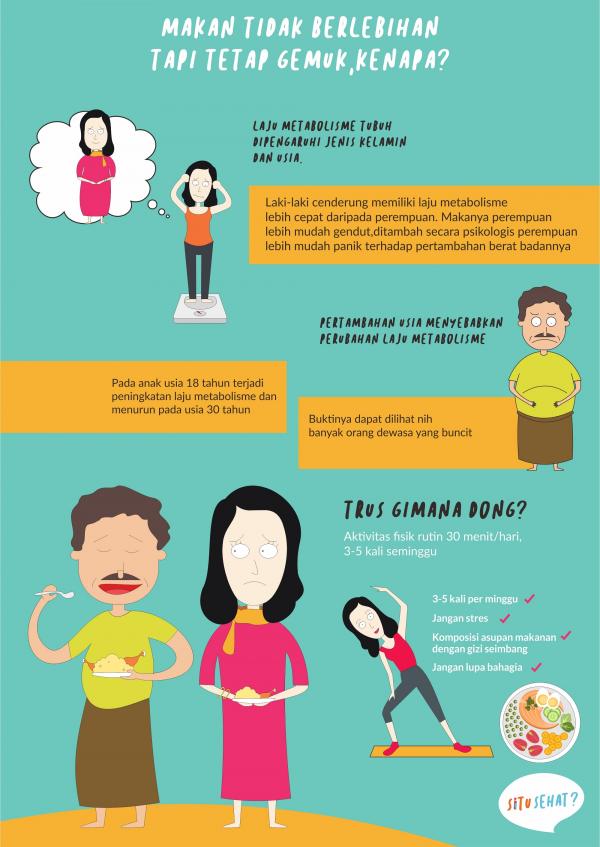 MAKAN TIDAK BERLEBIHAN
TAPI TETAP GEMUK,KENAPA?
LAJU METABOLISME TUBUH
DIPENGARUHI JENIS KELAMIN
DAN USIA.
Laki-laki cenderung memiliki laju metabolisme
lebih cepat daripada perempuan. Makanya perempuan
lebih mudah gendut,ditambah secara psikologis perempuan
lebih mudah panik terhadap pertambahan berat badannya
PERTAMBAHAN USIA MENYEBABKAN
PERUBAHAN LAJU METABOLISME
Pada anak usia 18 tahun terjadi
peningkatan laju metabolisme dan
menurun pada usia 30 tahun
Buktinya dapat dilihat nih
banyak orang dewasa yang buncit
TRUS GIMANA DONG?
Aktivitas fisik rutin 30 menit/hari,
3-5 kali seminggu
3-5 kali per minggu
Jangan stres
Komposisi asupan makanan
dengan gizi seimbang
Jangan lupa bahagia
SiTUSEHAT?